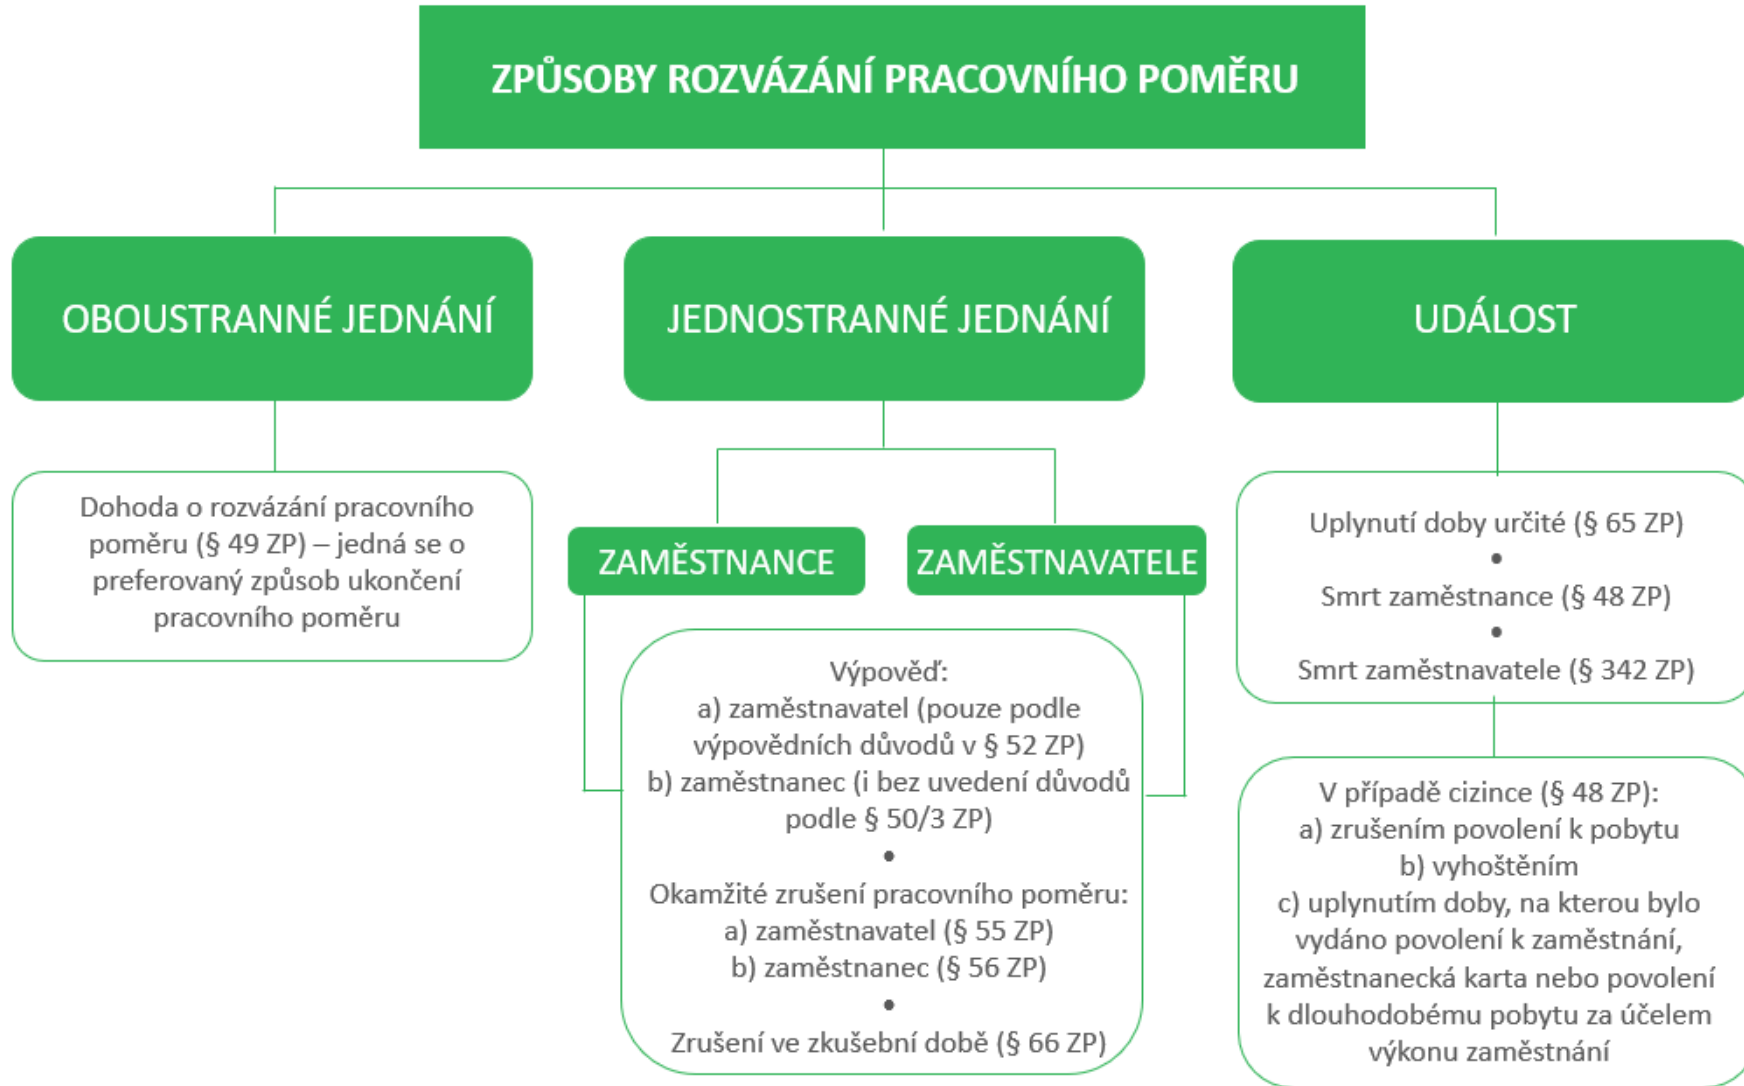 ZPŮSOBY ROZVÁZÁNÍ PRACOVNÍHO POMĚRU
OBOUSTRANNÉ JEDNÁNÍ
Dohoda o rozvázání pracovního
poměru (§ 49 ZP) – jedná se o
preferovaný způsob ukončení
pracovního poměru
JEDNOSTRANNÉ JEDNÁNÍ
ZAMĚSTNANCE
ZAMĚSTNAVATELE
Výpověď:
a) zaměstnavatel (pouze podle
výpovědních důvodů v § 52 ZP)
b) zaměstnanec (i bez uvedení důvodů
podle § 50/3 ZP)
•
Okamžité zrušení pracovního poměru:
a) zaměstnavatel (§ 55 ZP)
b) zaměstnanec (§ 56 ZP)
•
Zrušení ve zkušební době (§ 66 ZP)
UDÁLOST
Uplynutí doby určité (§ 65 ZP)
•
Smrt zaměstnance (§ 48 ZP)
•
Smrt zaměstnavatele (§ 342 ZP)
V případě cizince (§ 48 ZP):
a) zrušením povolení k pobytu
b) vyhoštěním
c) uplynutím doby, na kterou bylo
vydáno povolení k zaměstnání,
zaměstnanecká karta nebo povolení
k dlouhodobému pobytu za účelem
výkonu zaměstnání